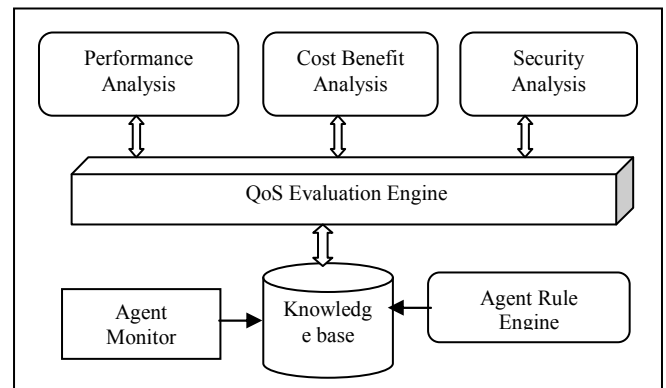 Performance
Analysis
Cost Benefit
Analysis
Security
Analysis
QoS Evaluation Engine
Agent
Monitor
Knowledg
e base
Agent Rule
Engine